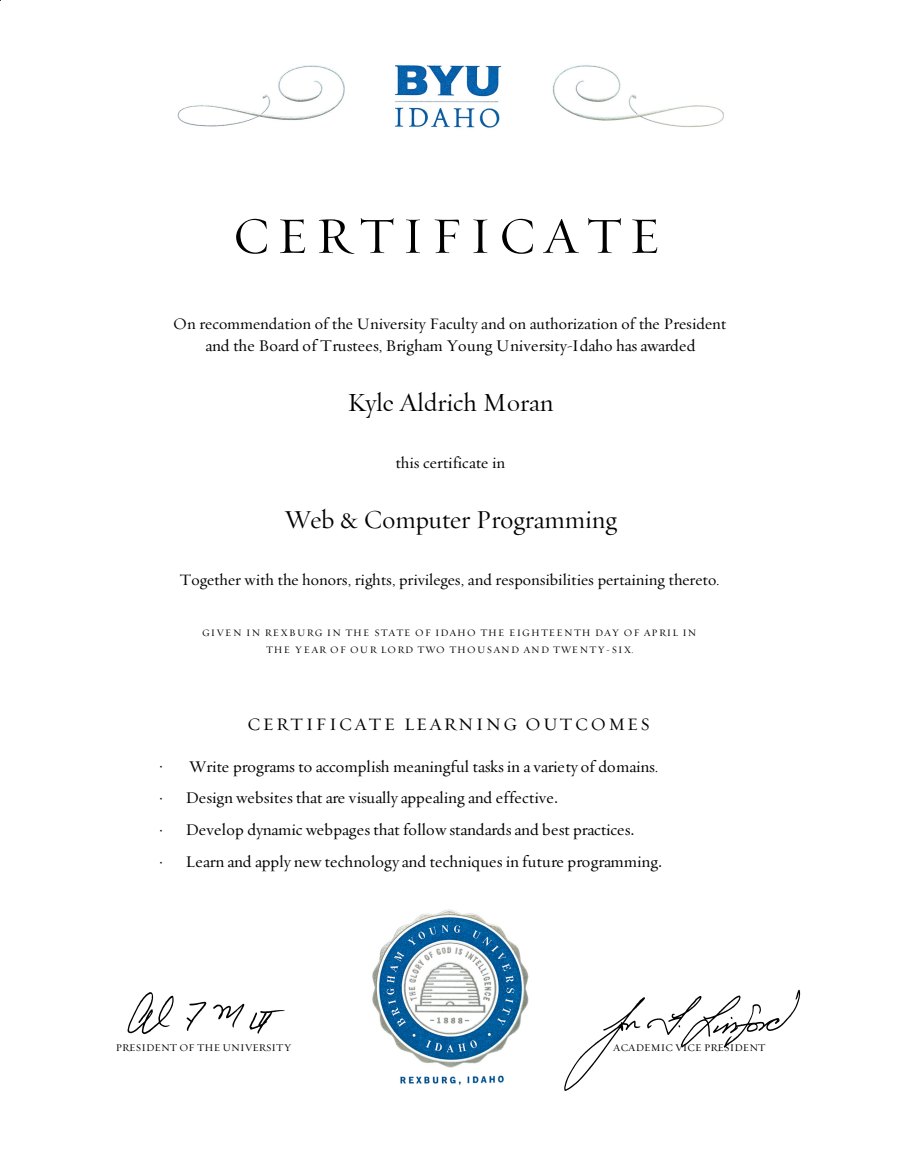 BYU
IDAHO
CERTIFICATE
On recommendation of the University Faculty and on authorization of the President
and the Board of Trustees, Brigham Young University-Idaho has awarded
Kyle Aldrich Moran
this certificate in
Web & Computer Programming
Together with the honors, rights, privileges, and responsibilities pertaining thereto.
GIVEN IN REXBURG IN THE STATE OF IDAHO THE EIGHTEENTH DAY OF APRIL IN
THE YEAR OF OUR LORD TWO THOUSAND AND TWENTY-SIX.
CERTIFICATE LEARNING OUTCOMES
· Write programs to accomplish meaningful tasks in a variety of domains.
· Design websites that are visually appealing and effective.
· Develop dynamic webpages that follow standards and best practices.
· Learn and apply new technology and techniques in future programming.
BRIGHAM YOUNG UNIVERSITY
THE GLORY OF GOD IS INTELLIGENCE
-1888-
• IDAHO •
REXBURG, IDAHO
PRESIDENT OF THE UNIVERSITY
ACADEMIC VICE PRESIDENT